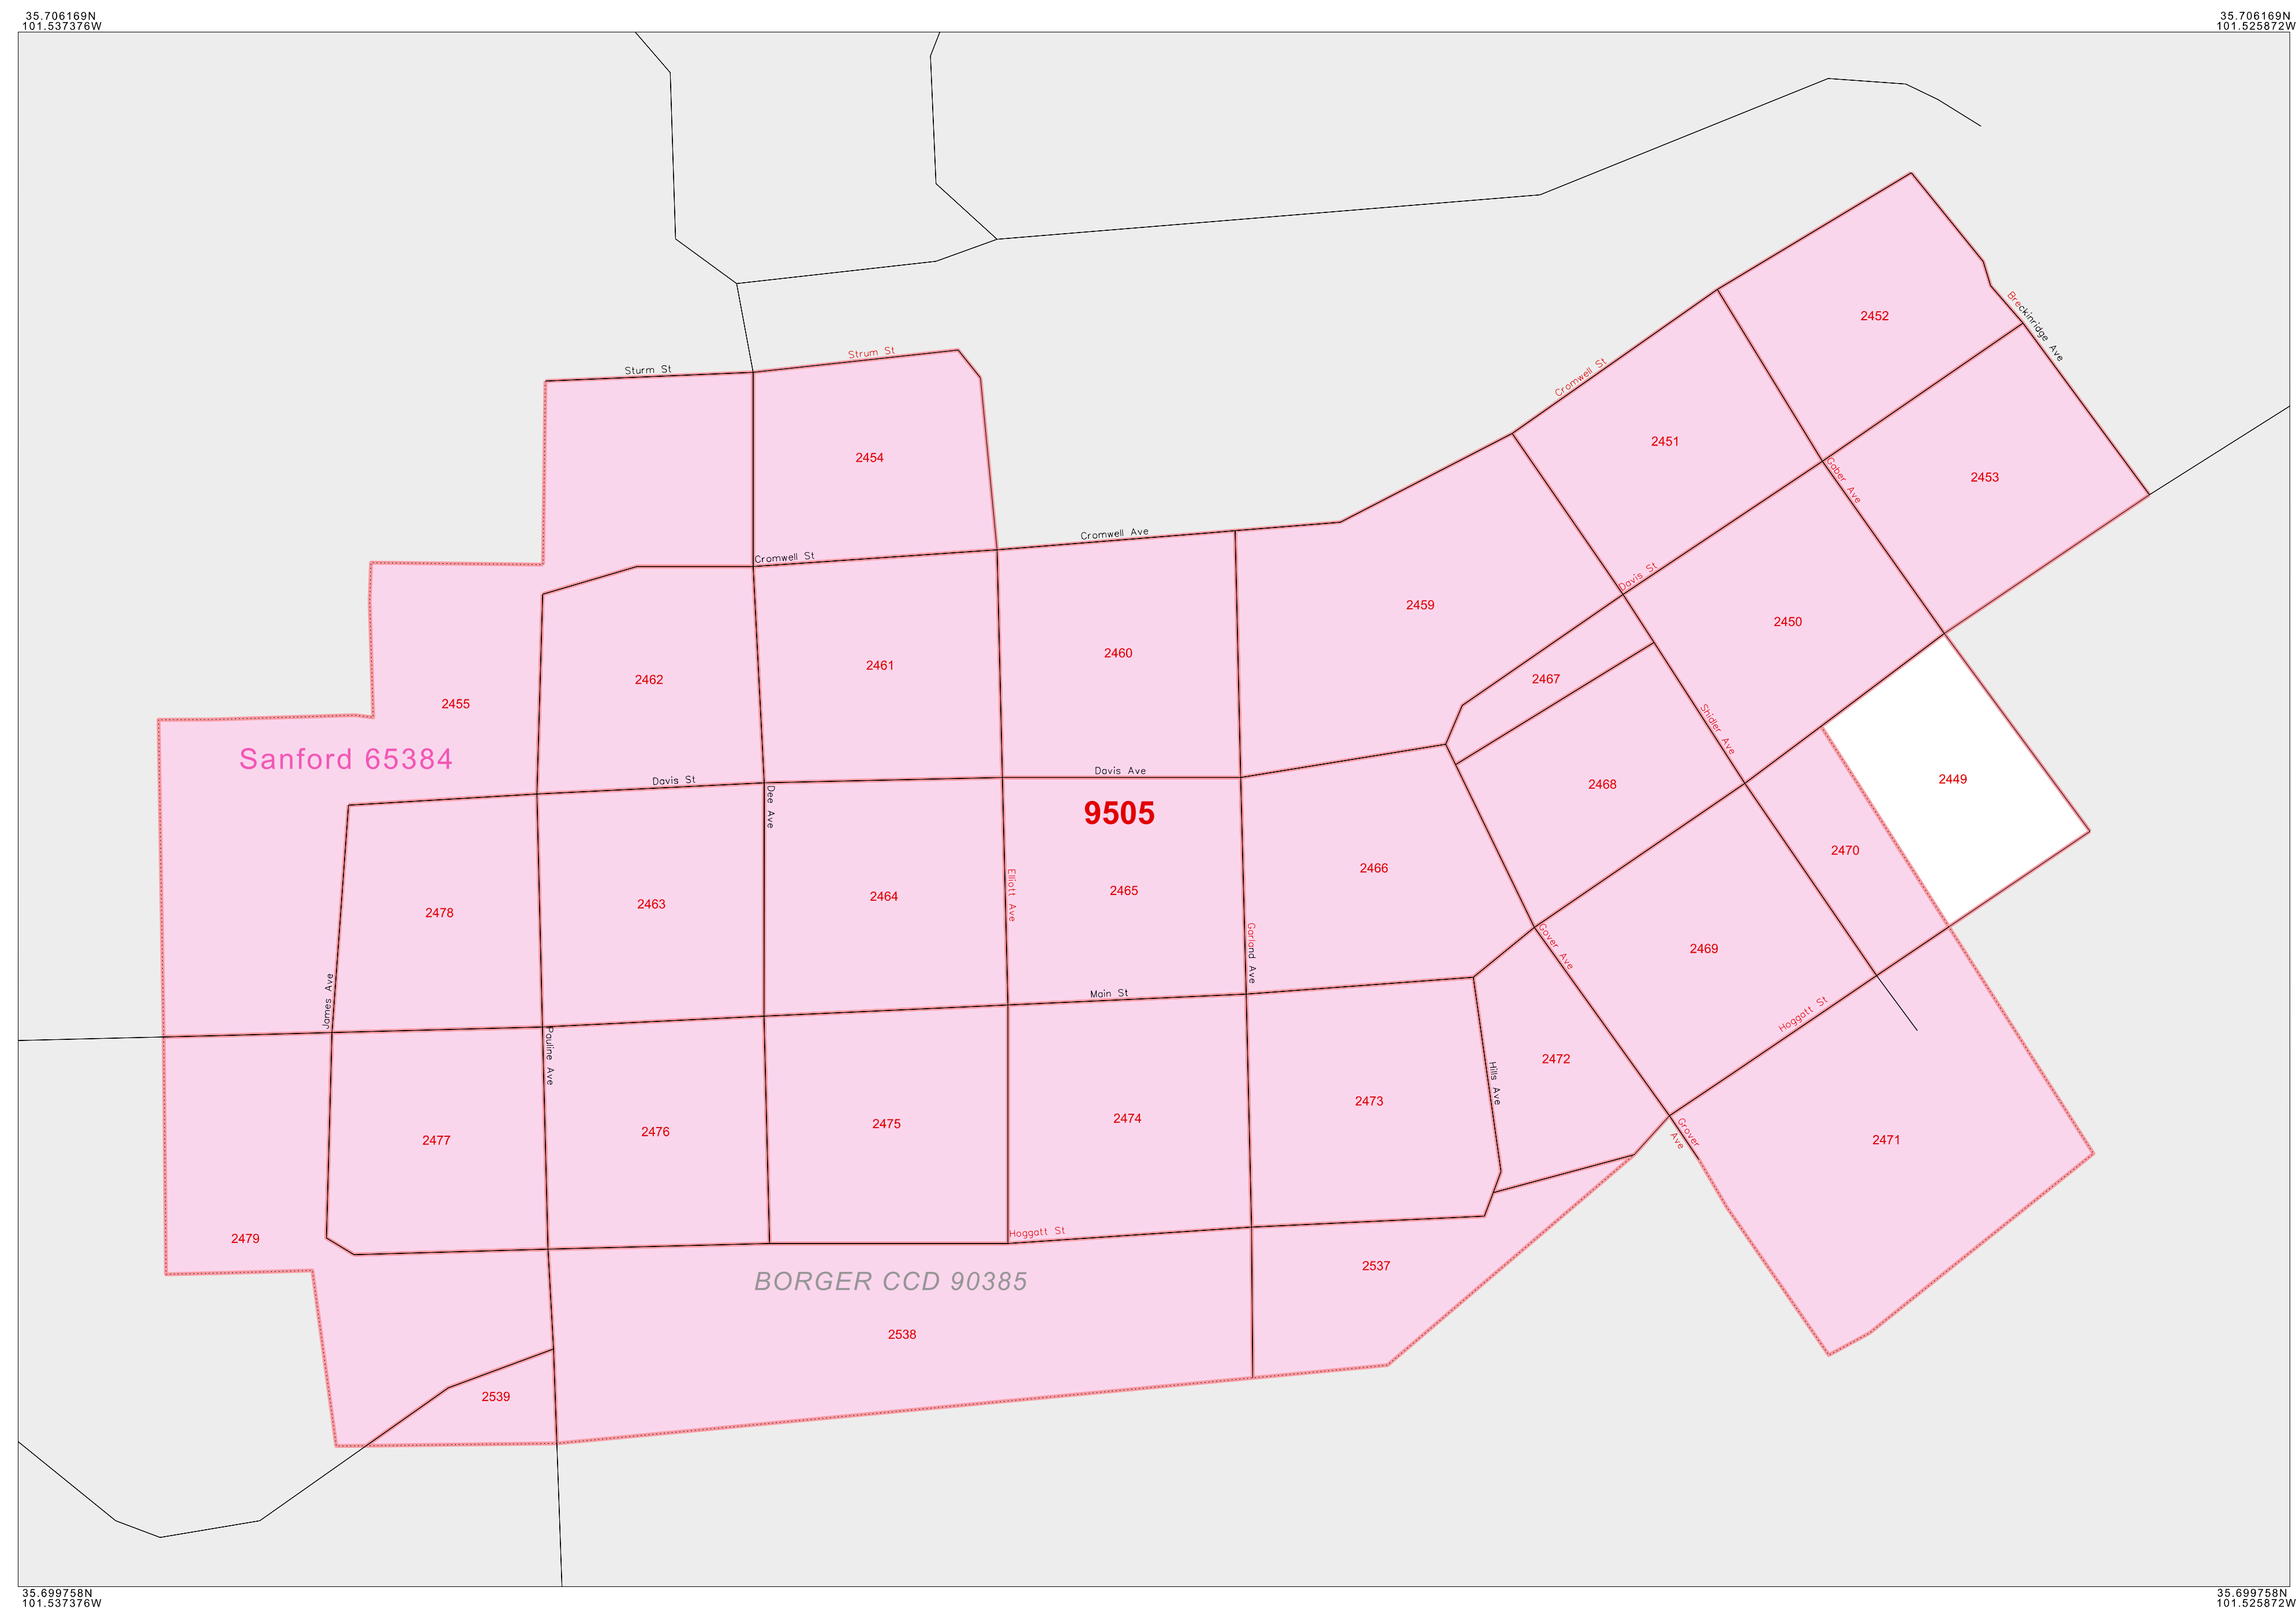 35.706169N
101.537376W
35.706169N
101.525872W
2452
Breckinridge Ave
Strum St
Sturm St
Cromwell St
2451
2454
2453
Gaber Ave
Cromwell Ave
Cromwell St
Davis St
2459
2450
2460
2461
2462
2467
2455
Shidler Ave
Sanford 65384
Davis St
Davis Ave
2449
2468
Dee Ave
9505
2470
2466
2465
2464
2463
2478
Elliott Ave
Garland Ave
Gover Ave
2469
James Ave
Main St
Hoggatt St
Pauline Ave
2472
Hills Ave
2473
2474
2475
2476
2477
Grover
Ave
2471
Hoggatt St
2479
2537
BORGER CCD 90385
2538
2539
35.699758N
101.537376W
35.699758N
101.525872W